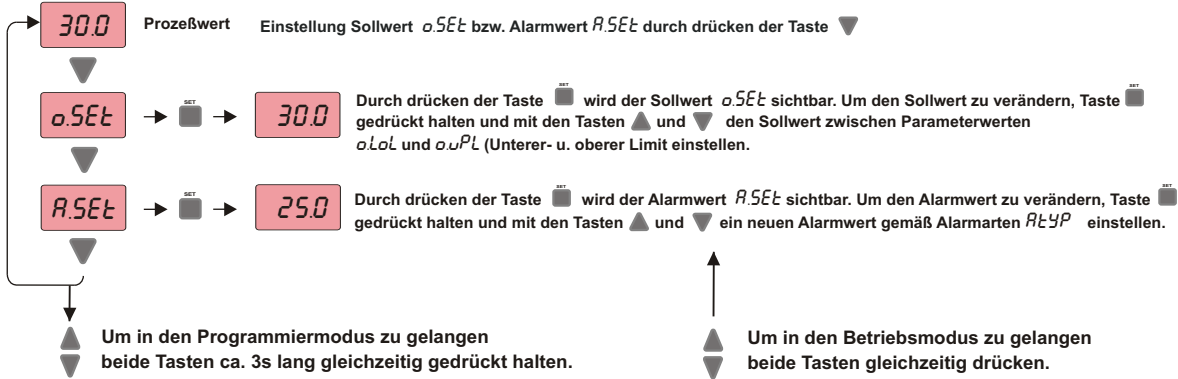 30.0 Prozeßwert Einstellung Sollwert o.SEt bzw. Alarmwert A.SEt durch drücken der Taste
o.SEt SET 30.0 Durch drücken der Taste SET wird der Sollwert o.SEt sichtbar. Um den Sollwert zu verändern, Taste SET
gedrückt halten und mit den Tasten und den Sollwert zwischen Parameterwerten
o.LoL und o.uPL (Unterer- u. oberer Limit einstellen.
A.SEt SET 25.0 Durch drücken der Taste SET wird der Alarmwert A.SEt sichtbar. Um den Alarmwert zu verändern, Taste SET
gedrückt halten und mit den Tasten und ein neuen Alarmwert gemäß Alarmarten AtYP einstellen.
Um in den Programmiermodus zu gelangen
beide Tasten ca. 3s lang gleichzeitig gedrückt halten.
Um in den Betriebsmodus zu gelangen
beide Tasten gleichzeitig drücken.